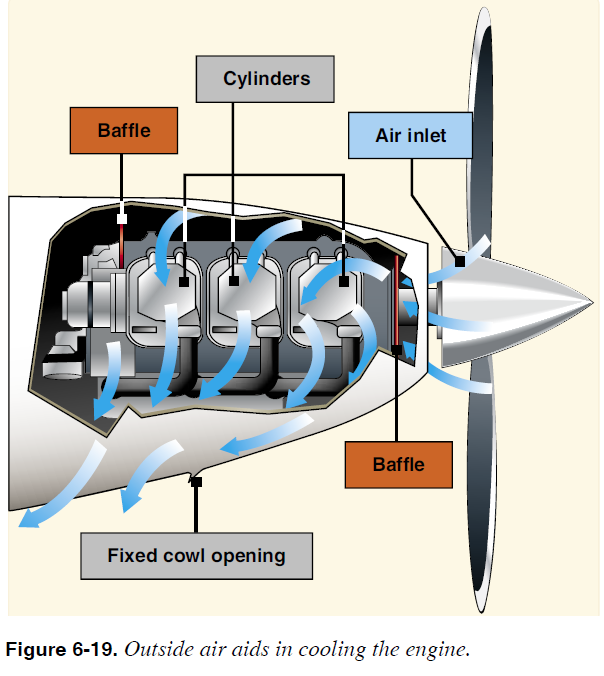 Cylinders
Baffle
Air inlet
Baffle
Fixed cowl opening
Figure 6-19. Outside air aids in cooling the engine.